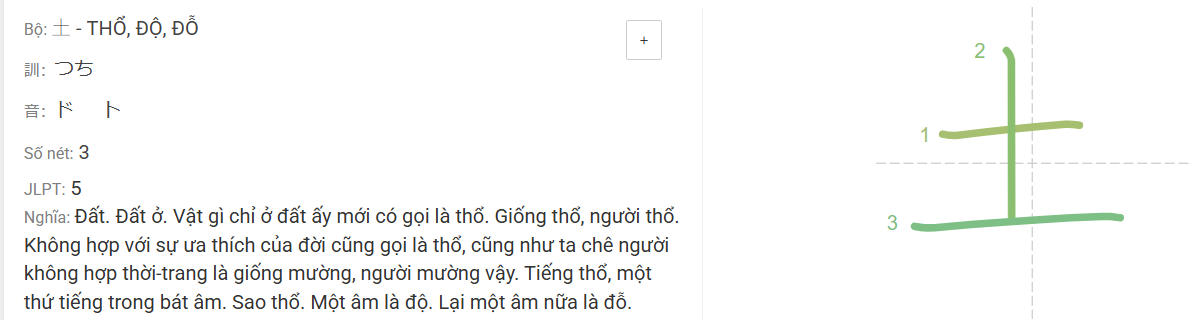 Bộ: 土 - THỔ, ĐỘ, ĐỖ
+
訓: つち
音: ド ト
Số nét: 3
JLPT: 5
Nghĩa: Đất. Đất ở. Vật gì chỉ ở đất ấy mới có gọi là thổ. Giống thổ, người thổ.
Không hợp với sự ưa thích của đời cũng gọi là thổ, cũng như ta chê người
không hợp thời-trang là giống mường, người mường vậy. Tiếng thổ, một
thứ tiếng trong bát âm. Sao thổ. Một âm là độ. Lại một âm nữa là đỗ.
土
2
1
3